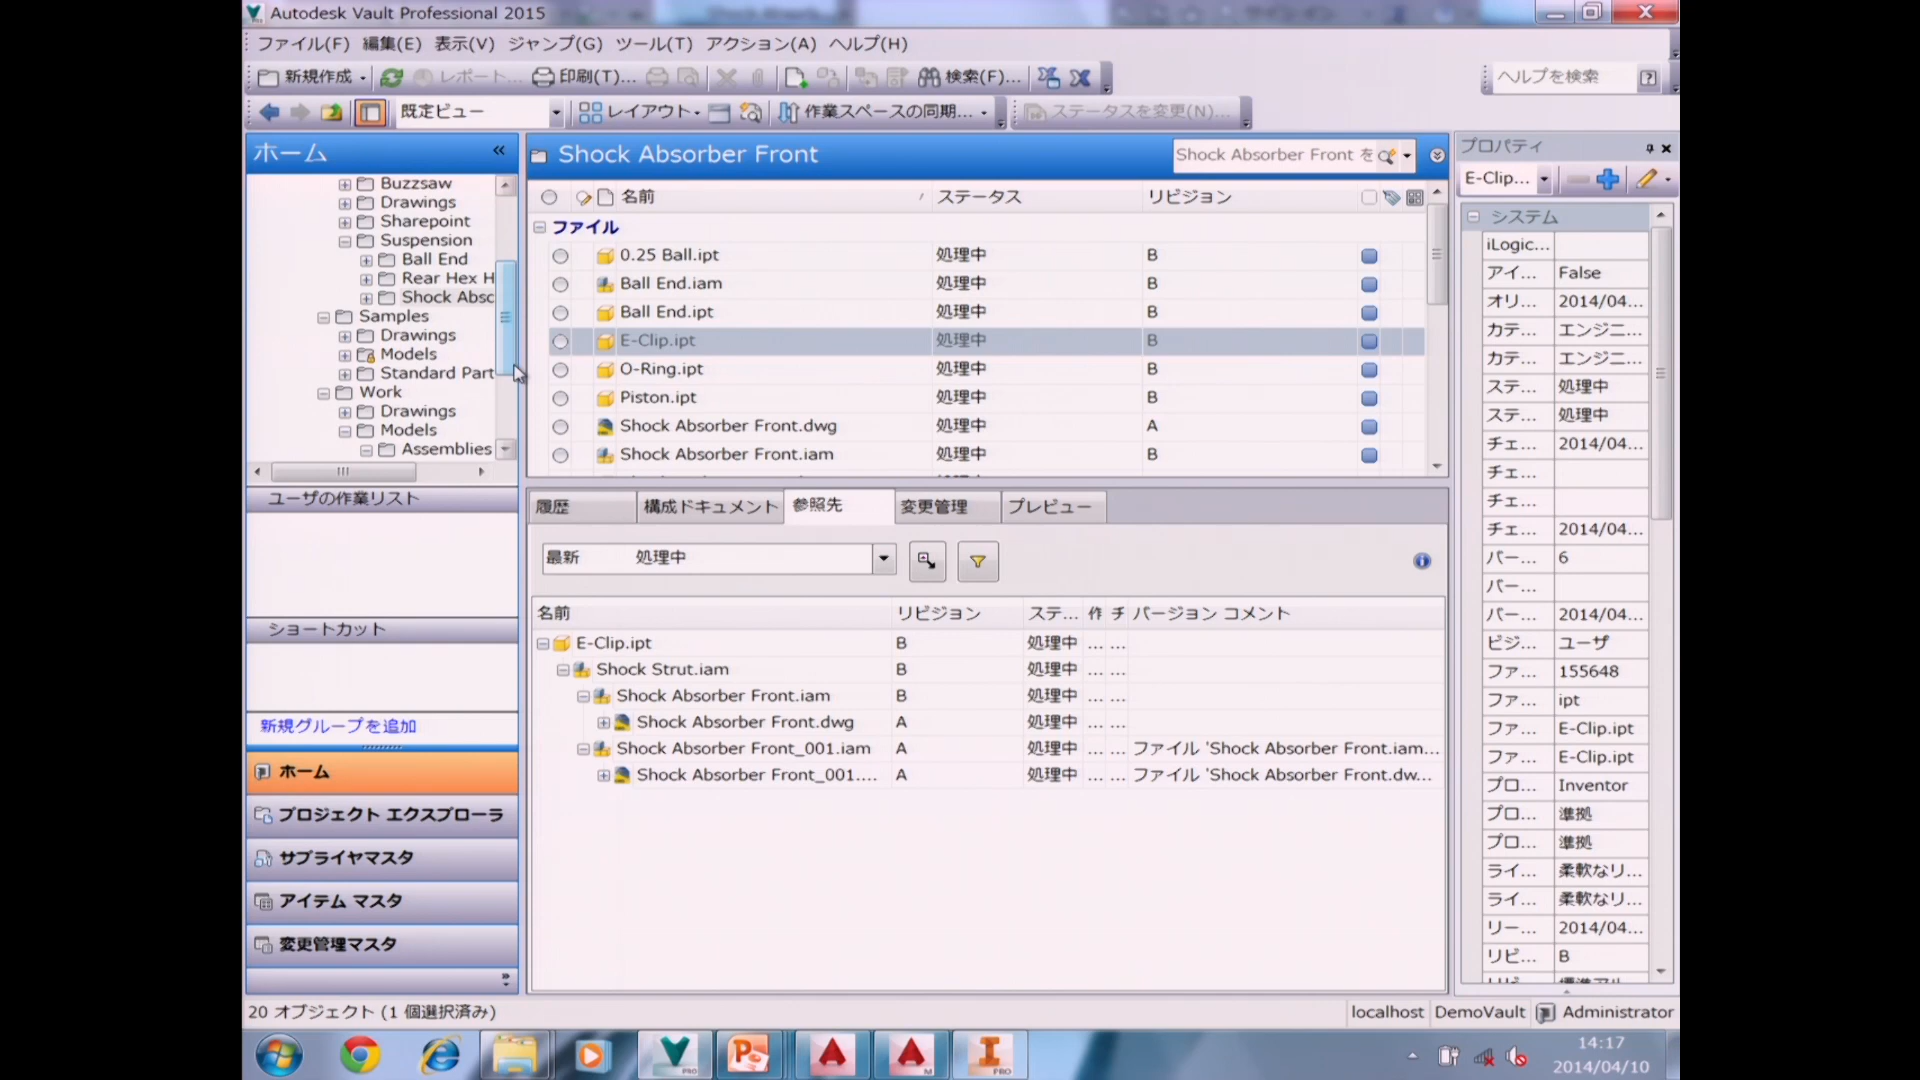 Autodesk Vault Professional 2015
ファイル(F) 編集(E) 表示(V) ジャンプ(G) ツール(T) アクション(A) ヘルプ(H)
新規作成 レポート... 印刷(T)... 検索(F)... ヘルプを検索
既定ビュー レイアウト 作業スペースの同期... ステータスを変更(N)...
ホーム
Buzzsaw
Drawings
Sharepoint
Suspension
Ball End
Rear Hex H
Shock Absc
Samples
Drawings
Models
Standard Part
Work
Drawings
Models
Assemblies
ユーザの作業リスト
ショートカット
新規グループを追加
ホーム
プロジェクト エクスプローラ
サプライヤマスタ
アイテム マスタ
変更管理マスタ
Shock Absorber Front
Shock Absorber Front を
名前 ステータス リビジョン
ファイル
0.25 Ball.ipt 処理中 B
Ball End.iam 処理中 B
Ball End.ipt 処理中 B
E-Clip.ipt 処理中 B
O-Ring.ipt 処理中 B
Piston.ipt 処理中 B
Shock Absorber Front.dwg 処理中 A
Shock Absorber Front.iam 処理中 B
履歴 構成ドキュメント 参照先 変更管理 プレビュー
最新 処理中
名前 リビジョン ステ... 作 チ バージョン コメント
E-Clip.ipt B 処理中 ... ...
Shock Strut.iam B 処理中 ... ...
Shock Absorber Front.iam B 処理中 ... ...
Shock Absorber Front.dwg A 処理中 ... ...
Shock Absorber Front_001.iam A 処理中 ... ... ファイル 'Shock Absorber Front.iam...
Shock Absorber Front_001.... A 処理中 ... ... ファイル 'Shock Absorber Front.dw...
プロパティ
E-Clip...
システム
iLogic...
アイ... False
オリ... 2014/04...
カテ... エンジニ...
カテ... エンジニ...
ステ... 処理中
ステ... 処理中
チェ... 2014/04...
チェ...
チェ...
チェ... 2014/04...
バー... 6
バー...
バー... 2014/04...
ビジ... ユーザ
ファ... 155648
ファ... ipt
ファ... E-Clip.ipt
ファ... E-Clip.ipt
プロ... Inventor
プロ... 準拠
プロ... 準拠
ライ... 柔軟なリ...
ライ... 柔軟なリ...
リー... 2014/04...
リビ... B
20 オブジェクト (1 個選択済み)
localhost DemoVault Administrator
14:17
2014/04/10